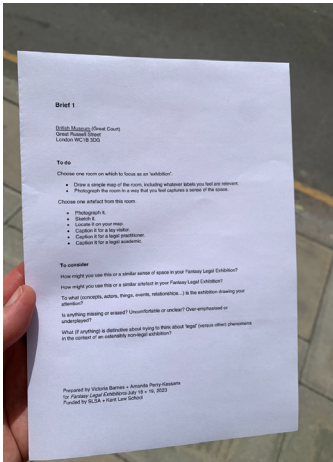 Brief 1
British Museum (Great Court)
Great Russell Street
London WC1B 3DG
To do
Choose one room on which to focus as an 'exhibition'.
• Draw a simple map of the room, including whatever labels you feel are relevant.
• Photograph the room in a way that you feel captures a sense of the space.
Choose one artefact from this room.
• Photograph it.
• Sketch it.
• Locate it on your map.
• Caption it for a lay visitor.
• Caption it for a legal practitioner.
• Caption it for a legal academic.
To consider
How might you use this or a similar sense of space in your Fantasy Legal Exhibition?
How might you use this or a similar artefact in your Fantasy Legal Exhibition?
To what (concepts, actors, things, events, relationships...) is the exhibition drawing your
attention?
Is anything missing or erased? Uncomfortable or unclear? Over-emphasised or
underplayed?
What (if anything) is distinctive about trying to think about 'legal' (versus other) phenomena
in the context of an ostensibly non-legal exhibition?
Prepared by Victoria Barnes + Amanda Perry-Kessaris
for Fantasy Legal Exhibitions July 18 + 19, 2023
Funded by SLSA + Kent Law School